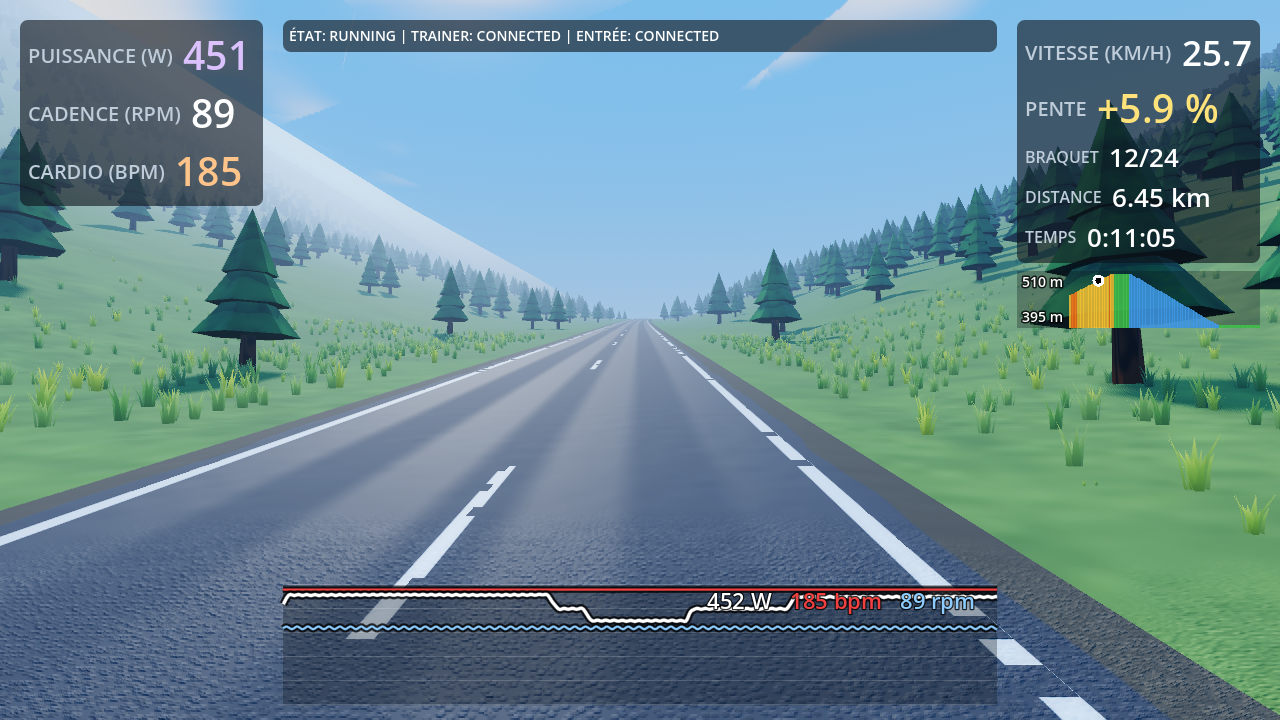 PUISSANCE (W) 451
CADENCE (RPM) 89
CARDIO (BPM) 185
ÉTAT: RUNNING | TRAINER: CONNECTED | ENTRÉE: CONNECTED
VITESSE (KM/H) 25.7
PENTE +5.9 %
BRAQUET 12/24
DISTANCE 6.45 km
TEMPS 0:11:05
510 m
395 m
452 W 185 bpm 89 rpm